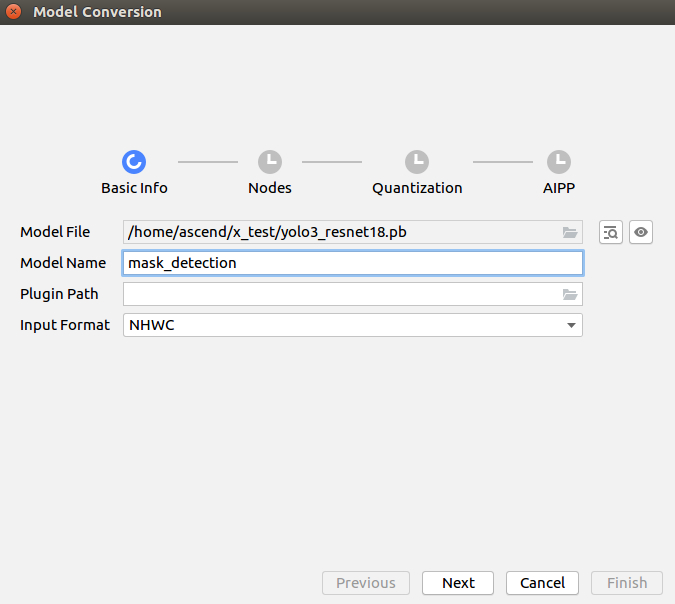 Model Conversion
Basic Info
Nodes
Quantization
AIPP
Model File
/home/ascend/x_test/yolo3_resnet18.pb
Model Name
mask_detection
Plugin Path
Input Format
NHWC
Previous
Next
Cancel
Finish